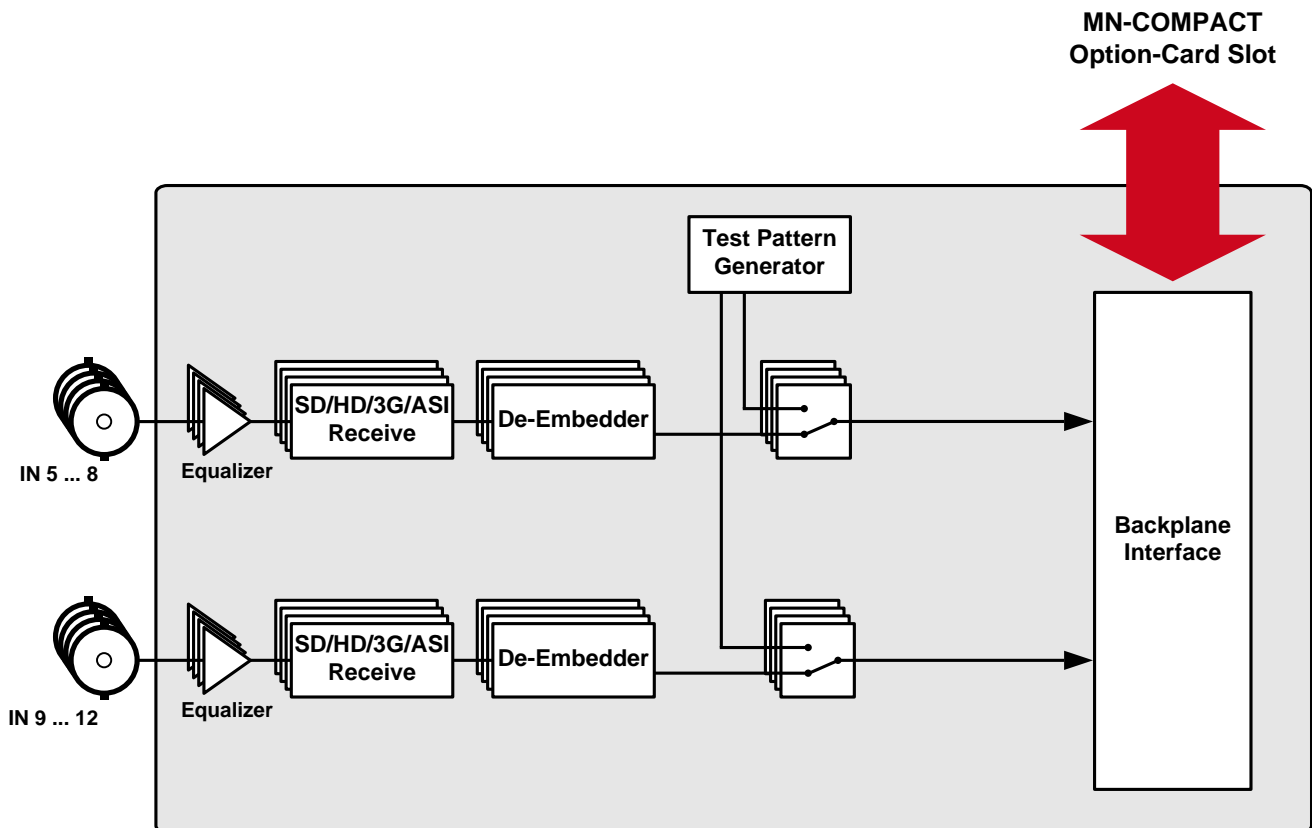 MN-COMPACT
Option-Card Slot
Test Pattern
Generator
SD/HD/3G/ASI
Receive
De-Embedder
IN 5 ... 8
Equalizer
Backplane
Interface
SD/HD/3G/ASI
Receive
De-Embedder
IN 9 ... 12
Equalizer